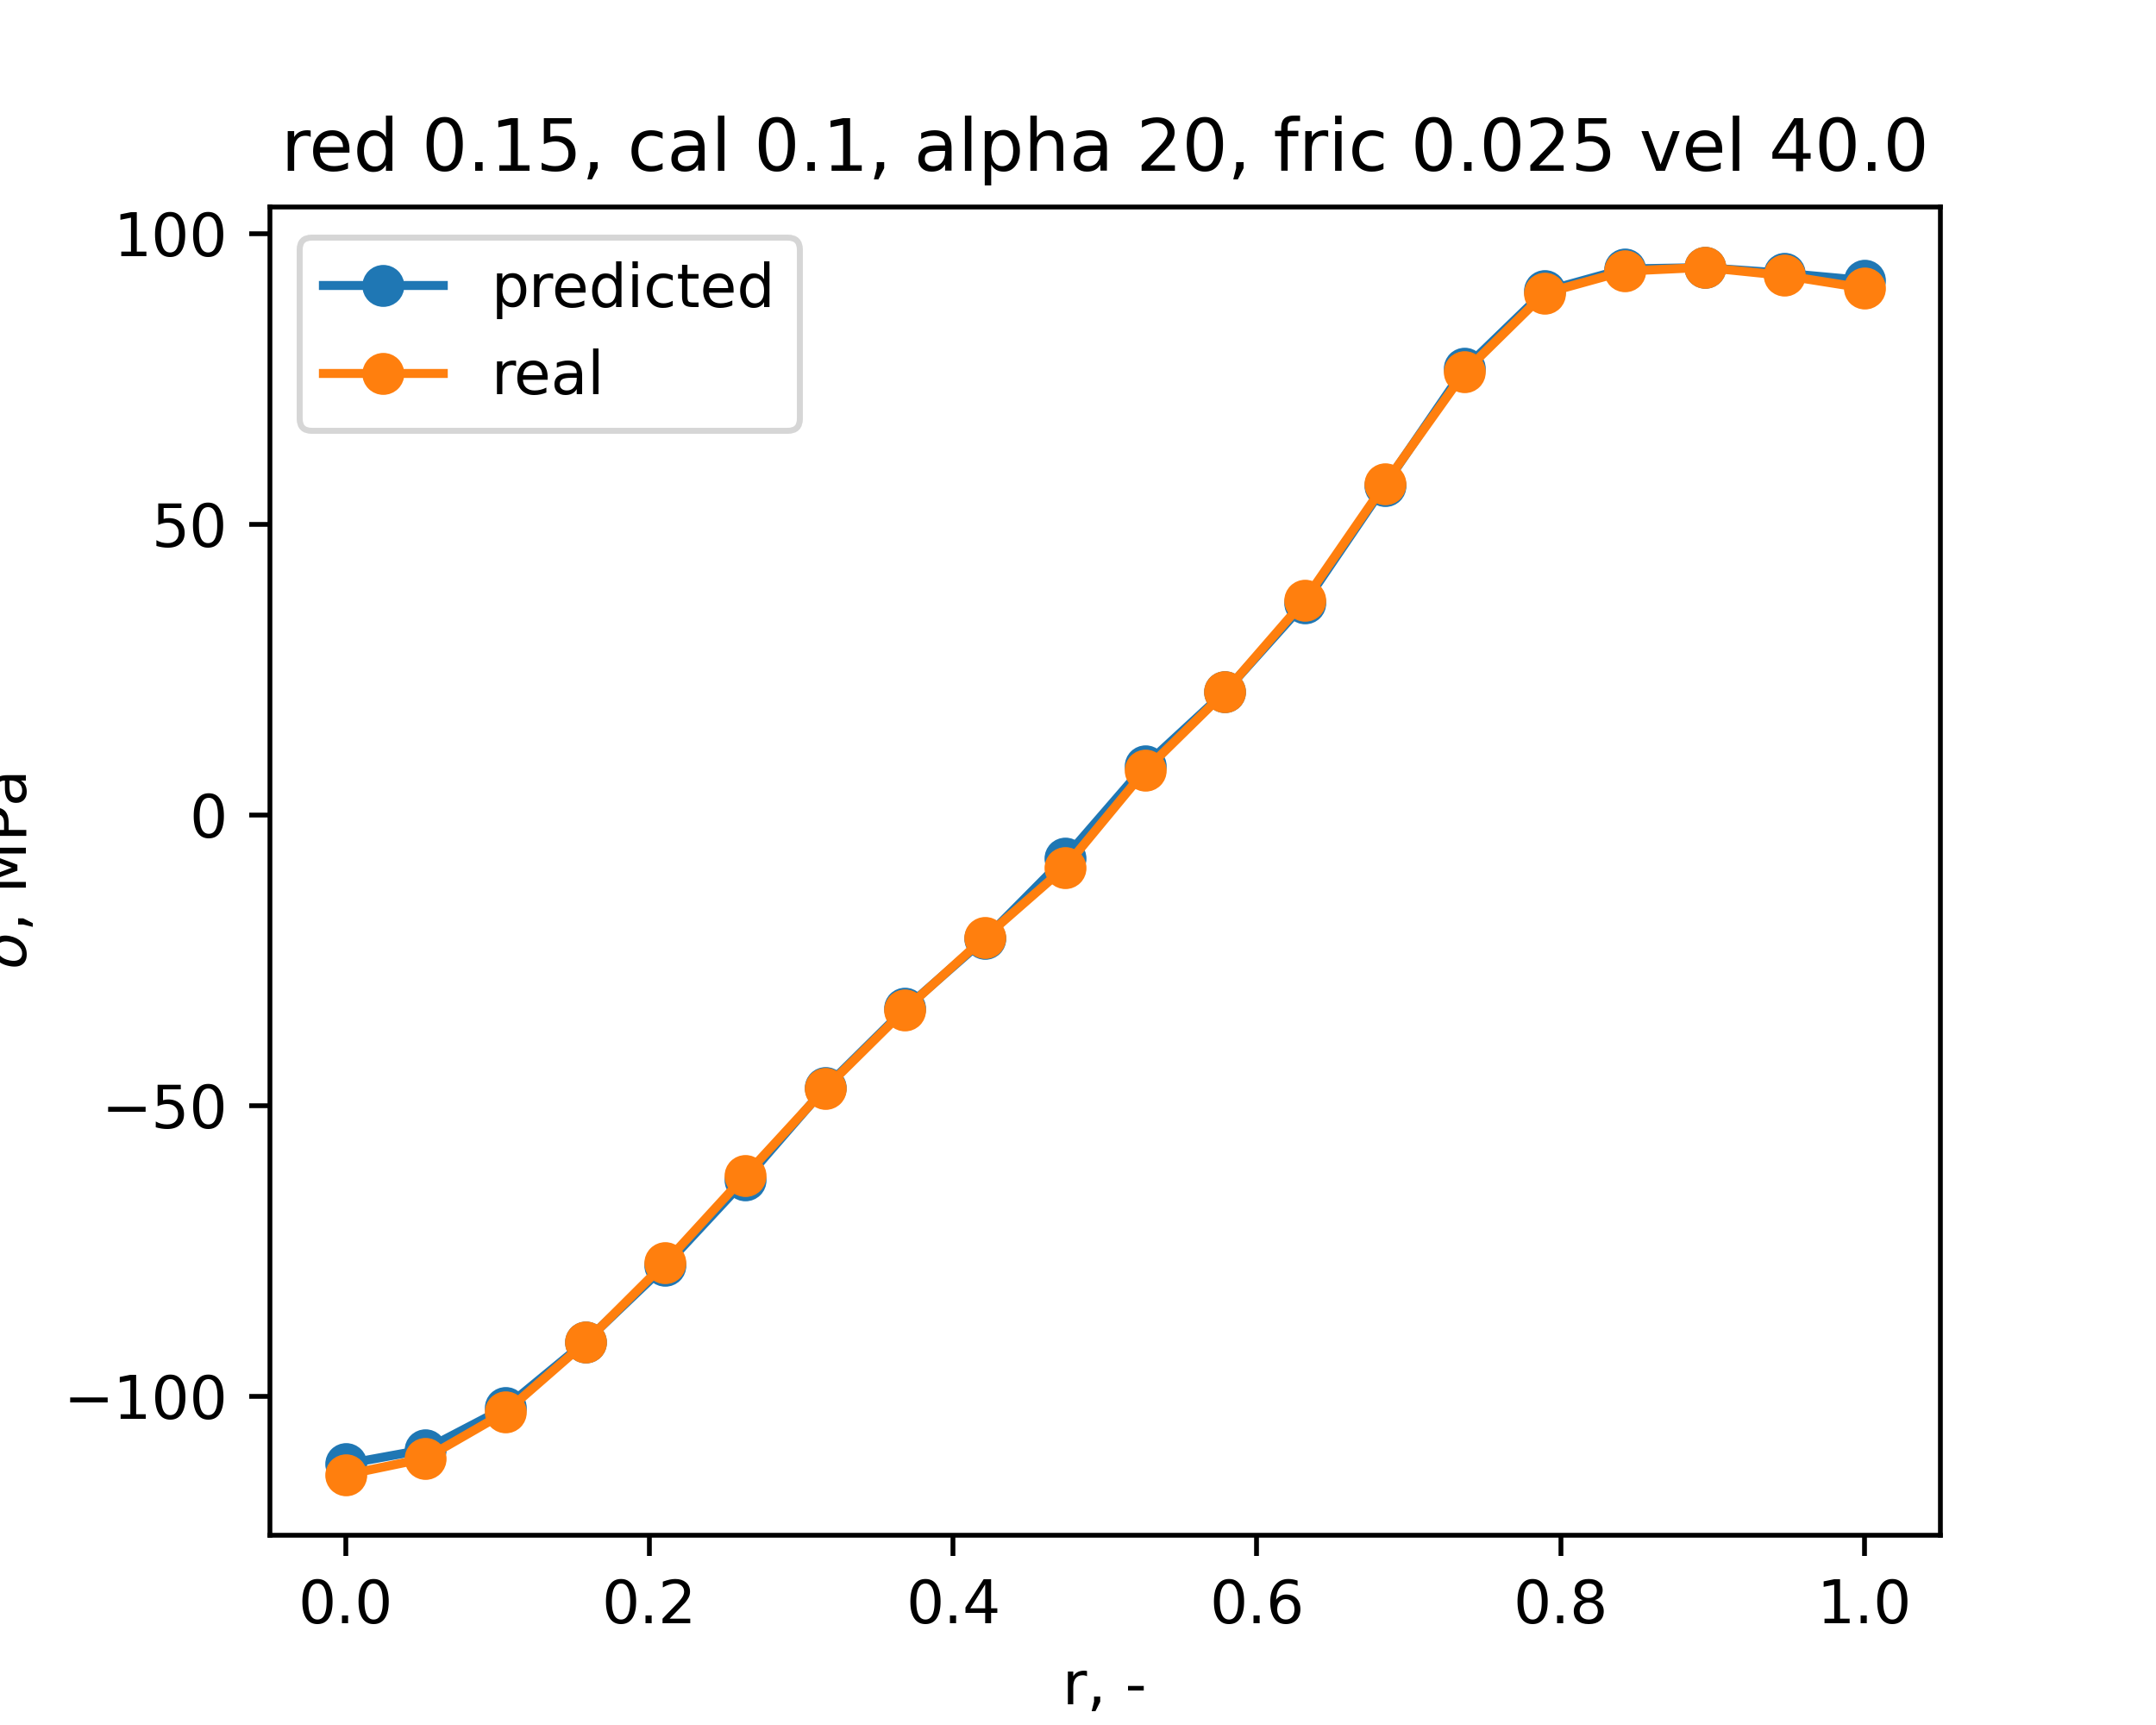 red 0.15, cal 0.1, alpha 20, fric 0.025 vel 40.0
predicted
real
100
50
0
−50
−100
σ, MPa
0.0 0.2 0.4 0.6 0.8 1.0
r, -